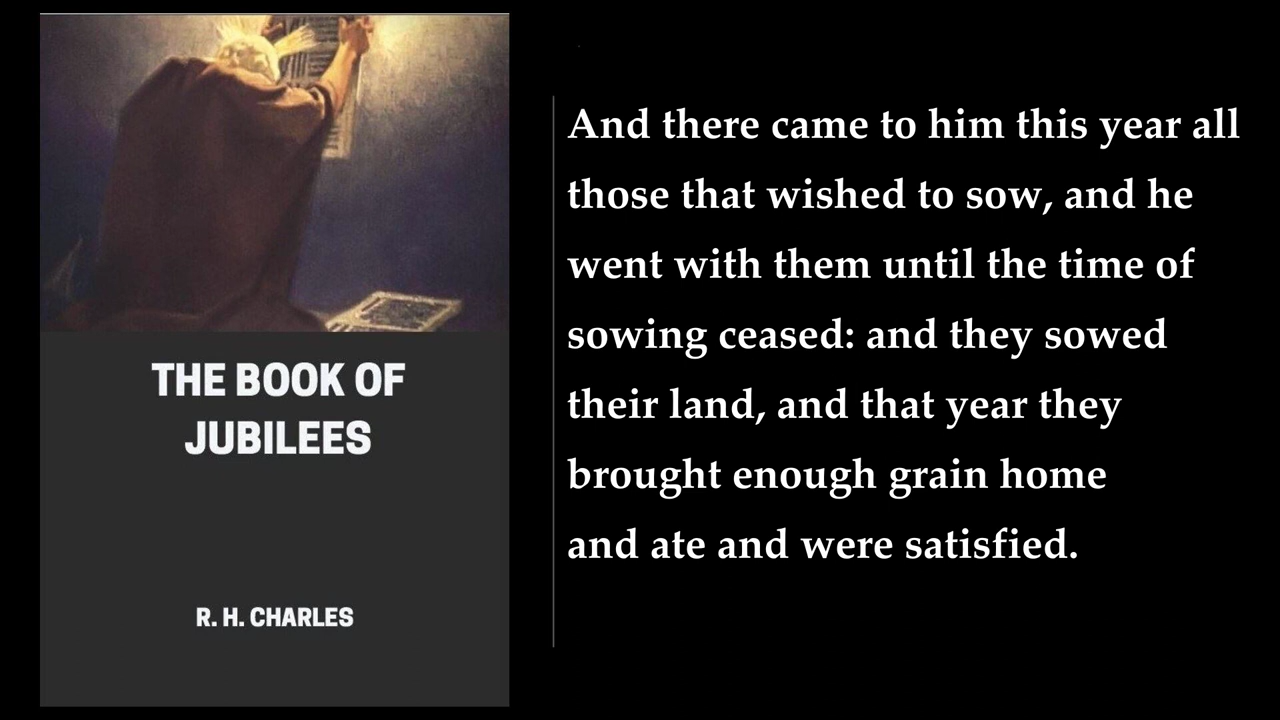 THE BOOK OF
JUBILEES
R. H. CHARLES
And there came to him this year all
those that wished to sow, and he
went with them until the time of
sowing ceased: and they sowed
their land, and that year they
brought enough grain home
and ate and were satisfied.